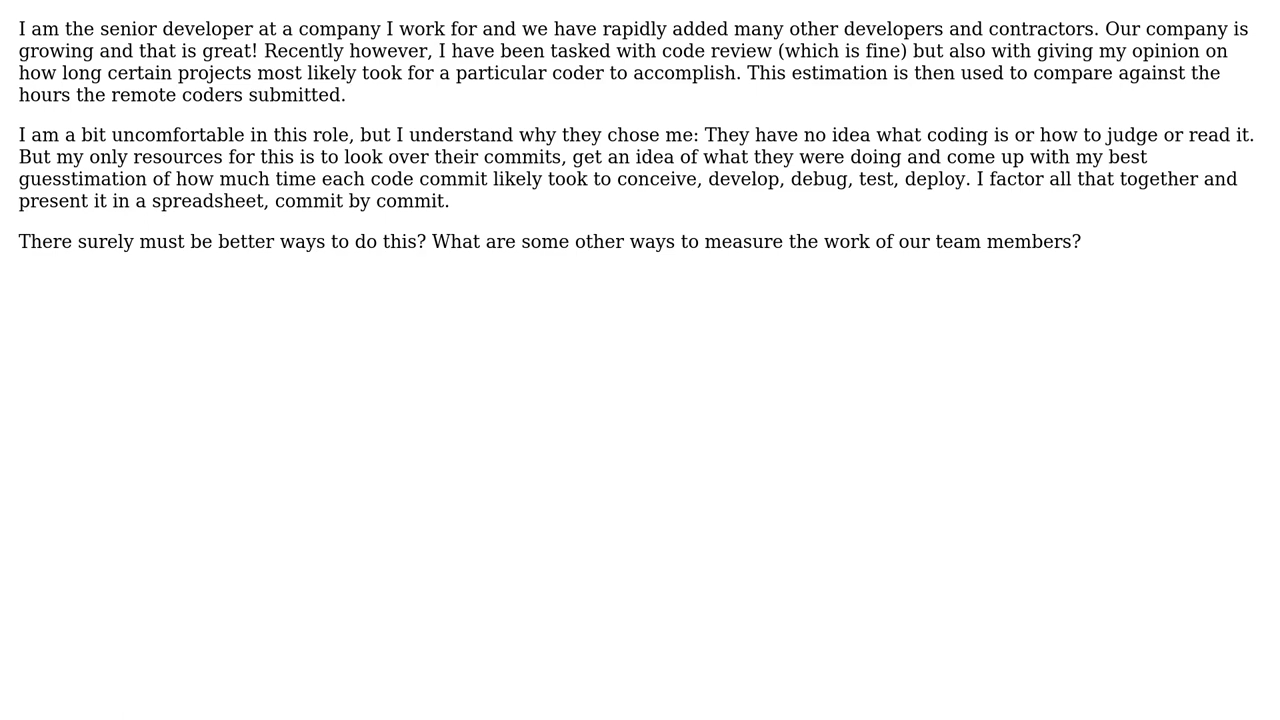 I am the senior developer at a company I work for and we have rapidly added many other developers and contractors. Our company is
growing and that is great! Recently however, I have been tasked with code review (which is fine) but also with giving my opinion on
how long certain projects most likely took for a particular coder to accomplish. This estimation is then used to compare against the
hours the remote coders submitted.
I am a bit uncomfortable in this role, but I understand why they chose me: They have no idea what coding is or how to judge or read it.
But my only resources for this is to look over their commits, get an idea of what they were doing and come up with my best
guesstimation of how much time each code commit likely took to conceive, develop, debug, test, deploy. I factor all that together and
present it in a spreadsheet, commit by commit.
There surely must be better ways to do this? What are some other ways to measure the work of our team members?